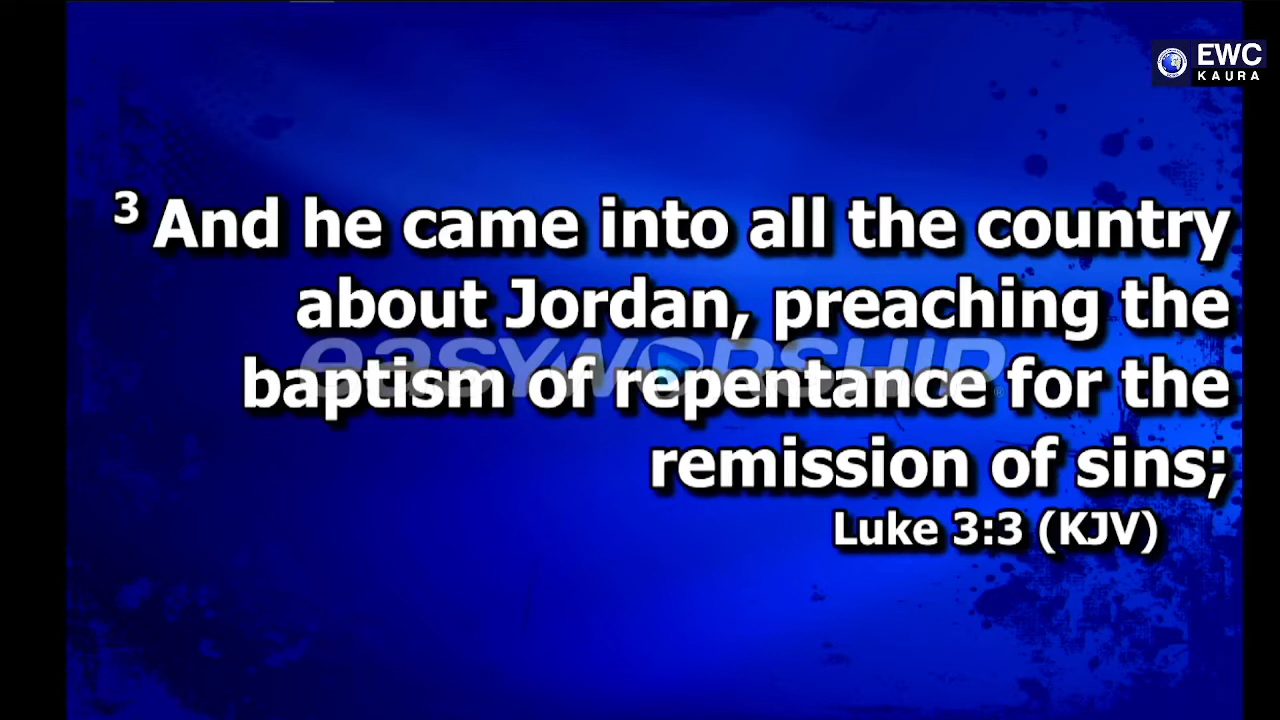 EWC
KAURA
3 And he came into all the country
about Jordan, preaching the
baptism of repentance for the
remission of sins;
easyworship®
Luke 3:3 (KJV)